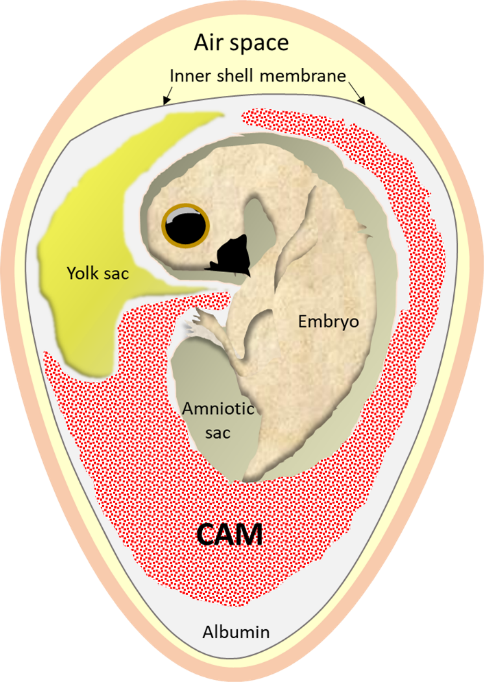 Air space
Inner shell membrane
Yolk sac
Embryo
Amniotic
sac
CAM
Albumin